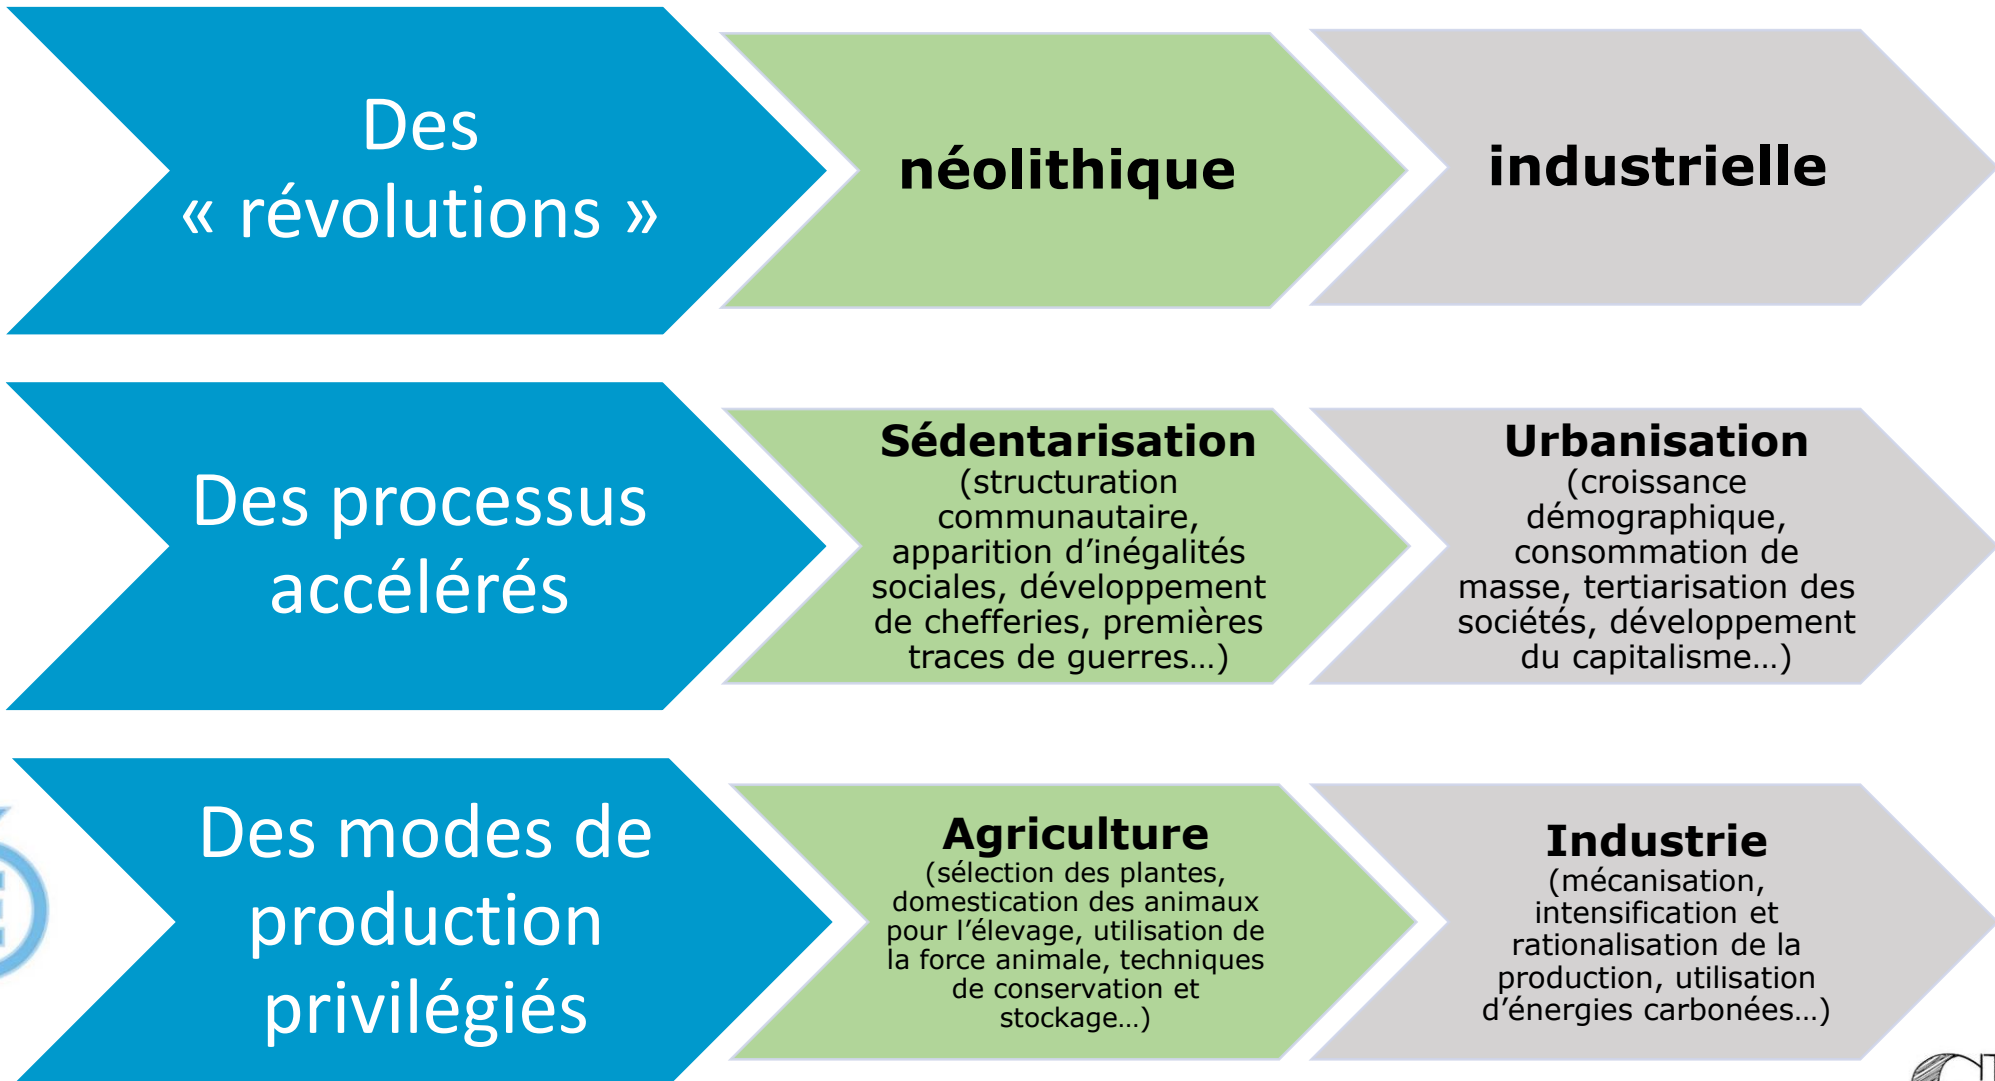 Des
« révolutions »
néolithique
industrielle
Des processus
accélérés
Sédentarisation
(structuration
communautaire,
apparition d’inégalités
sociales, développement
de chefferies, premières
traces de guerres…)
Urbanisation
(croissance
démographique,
consommation de
masse, tertiarisation des
sociétés, développement
du capitalisme…)
Des modes de
production
privilégiés
Agriculture
(sélection des plantes,
domestication des animaux
pour l’élevage, utilisation de
la force animale, techniques
de conservation et
stockage…)
Industrie
(mécanisation,
intensification et
rationalisation de la
production, utilisation
d’énergies carbonées…)